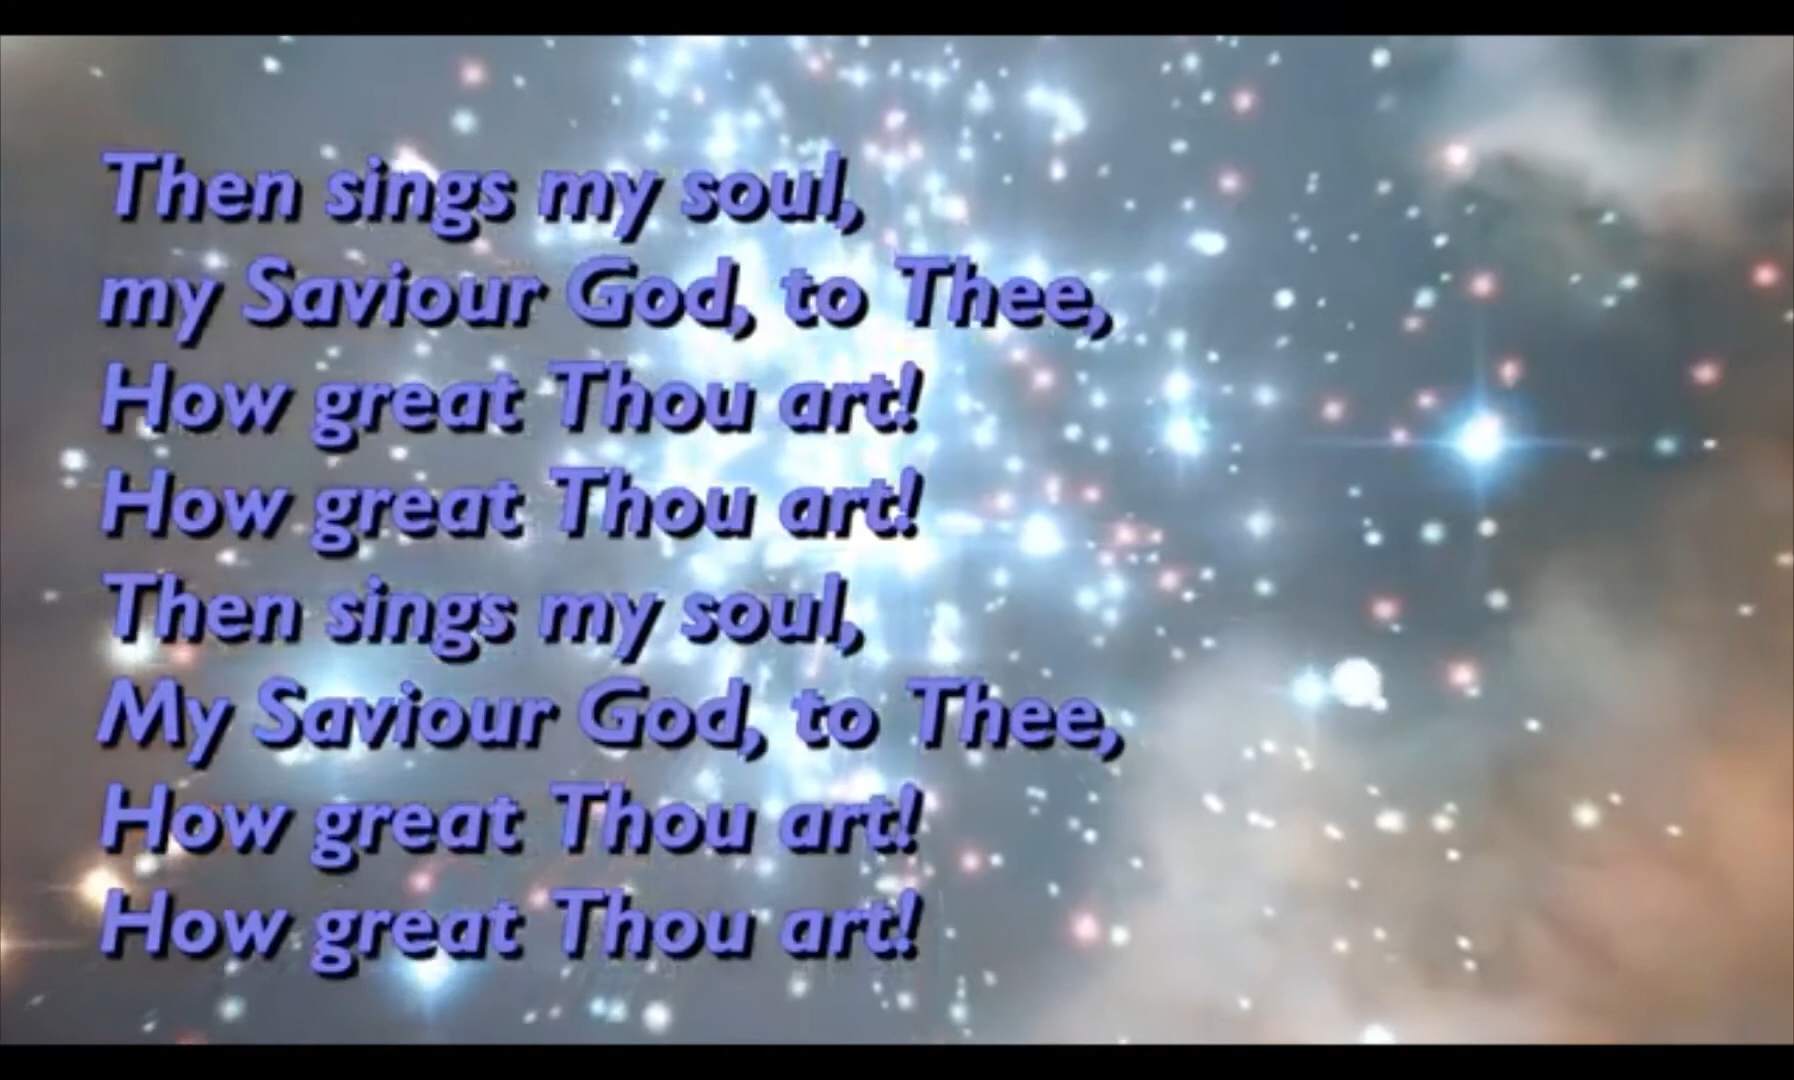 Then sings my soul,
my Saviour God, to Thee,
How great Thou art!
How great Thou art!
Then sings my soul,
My Saviour God, to Thee,
How great Thou art!
How great Thou art!